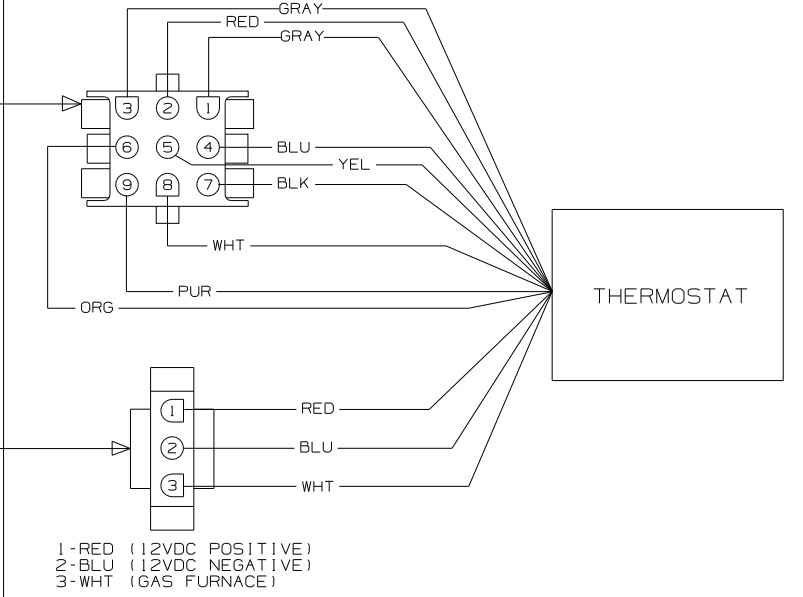 GRAY
RED
GRAY
3 2 1
6 5 4 BLU
YEL
9 8 7 BLK
WHT
PUR
THERMOSTAT
ORG
1 RED
2 BLU
3 WHT
1-RED (12VDC POSITIVE)
2-BLU (12VDC NEGATIVE)
3-WHT (GAS FURNACE)